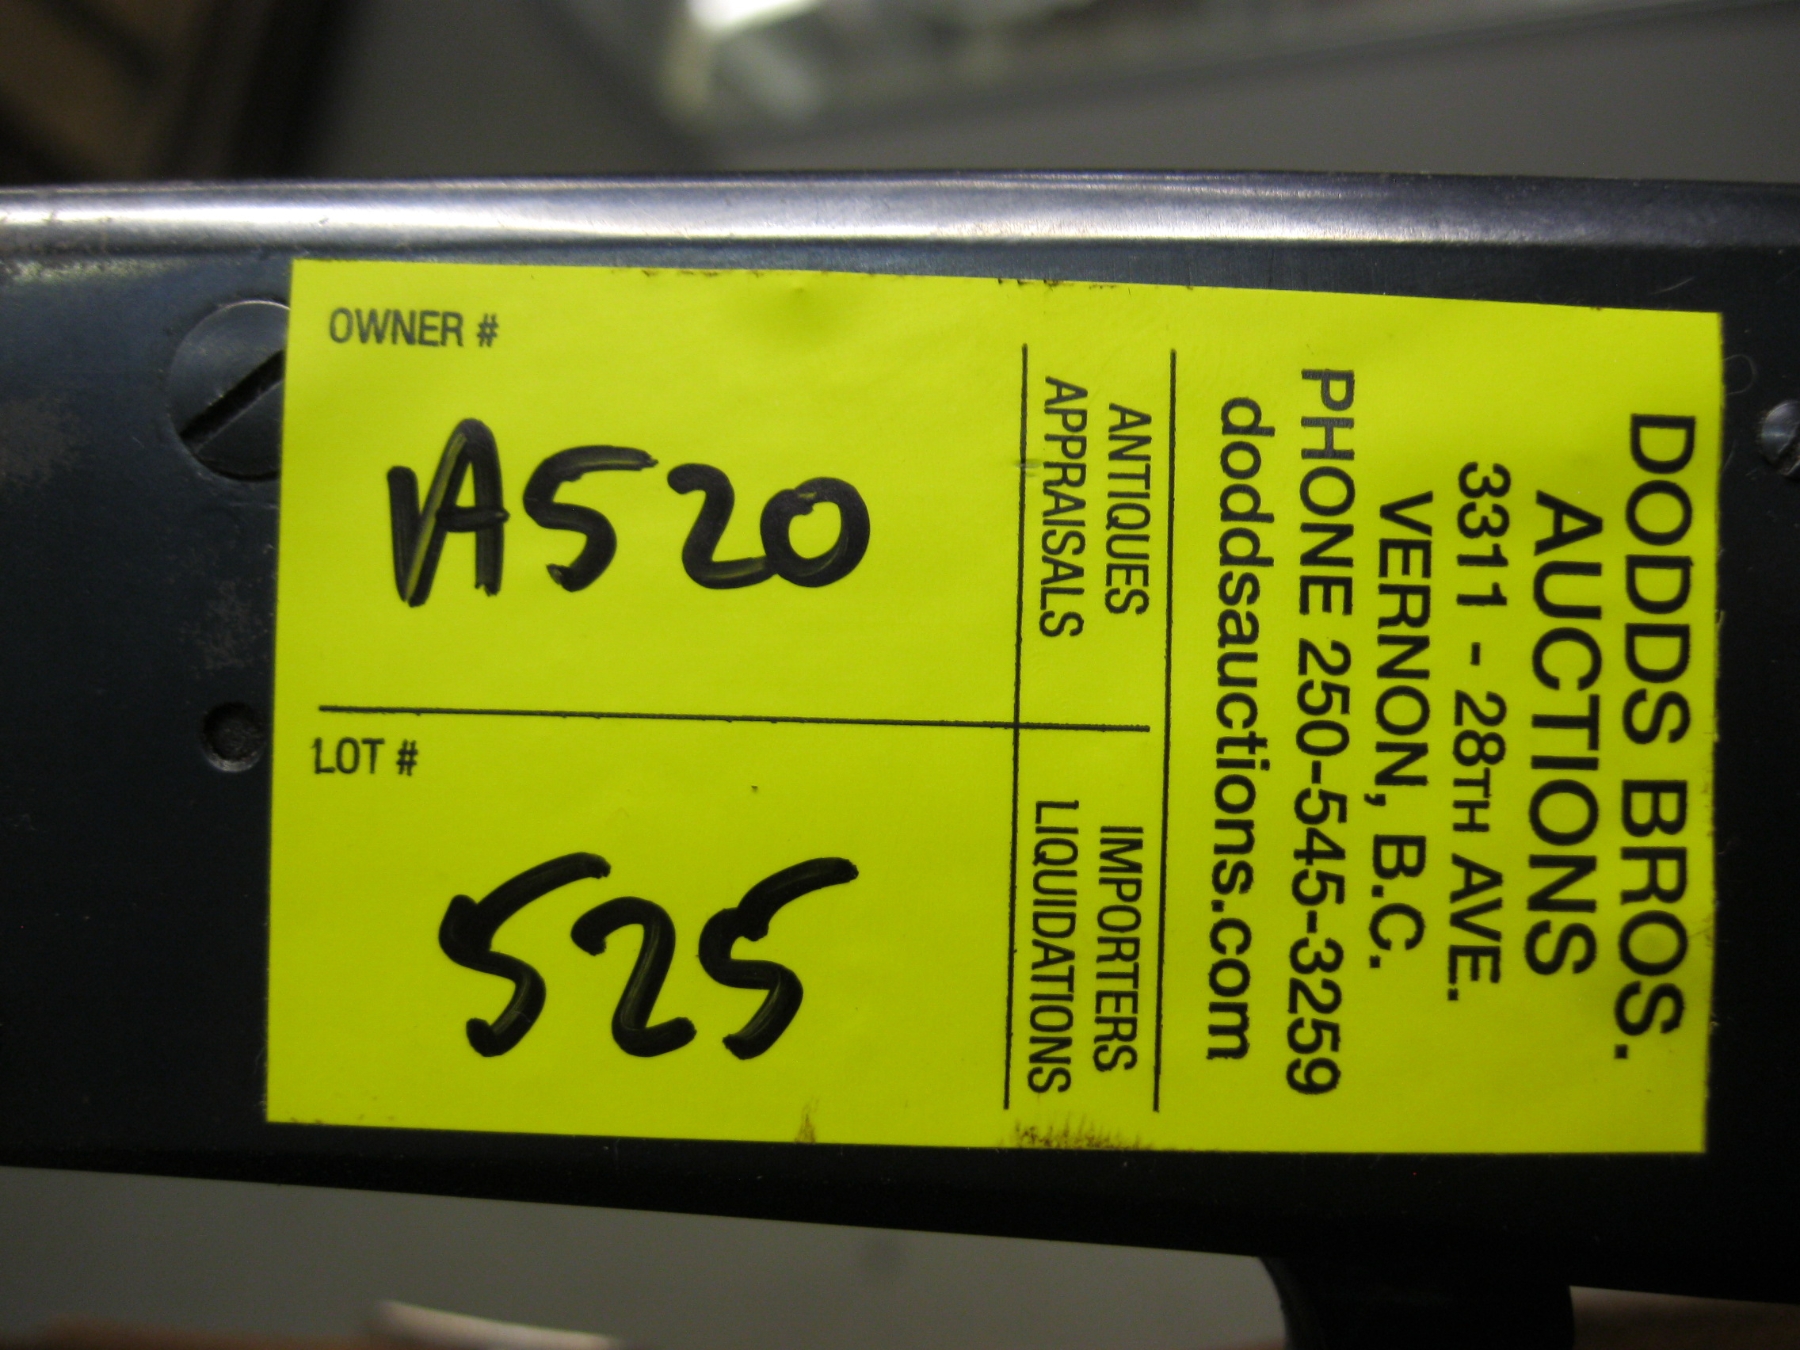 DODDS BROS.
AUCTIONS
3311 - 28TH AVE.
VERNON, B.C.
PHONE 250-545-3259
doddsauctions.com
ANTIQUES
APPRAISALS
IMPORTERS
LIQUIDATIONS
OWNER #
A520
LOT #
525